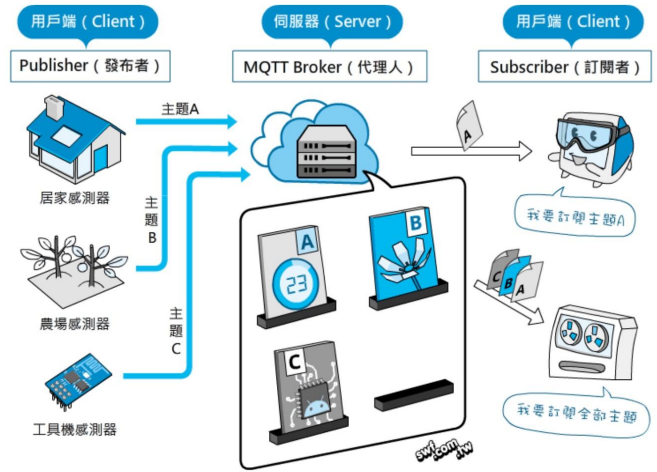 用戶端（Client）
伺服器（Server）
用戶端（Client）
Publisher（發布者）
MQTT Broker（代理人）
Subscriber（訂閱者）
主題A
居家感測器
主題B
農場感測器
主題C
工具機感測器
A
23
B
C
A
我要訂閱主題A
C
B
A
我要訂閱全部主題
swf.com.tw